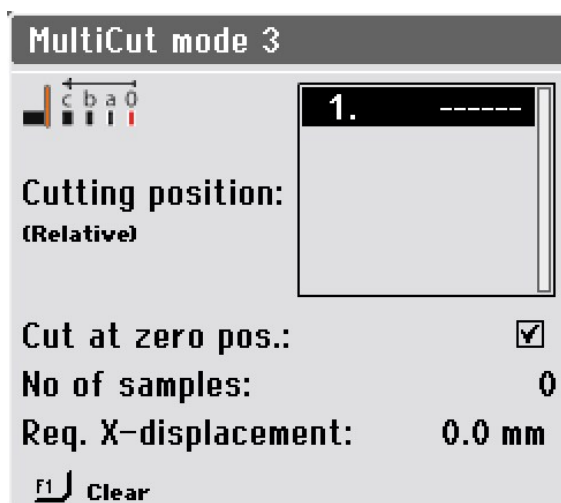 MultiCut mode 3
c b a 0
1. ------
Cutting position:
(Relative)
Cut at zero pos.:
No of samples: 0
Req. X-displacement: 0.0 mm
F1 Clear